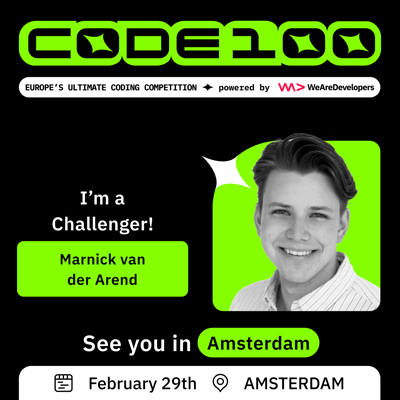 CODE100
EUROPE'S ULTIMATE CODING COMPETITION ✦ powered by WeAreDevelopers
I'm a
Challenger!
Marnick van
der Arend
See you in Amsterdam
February 29th AMSTERDAM